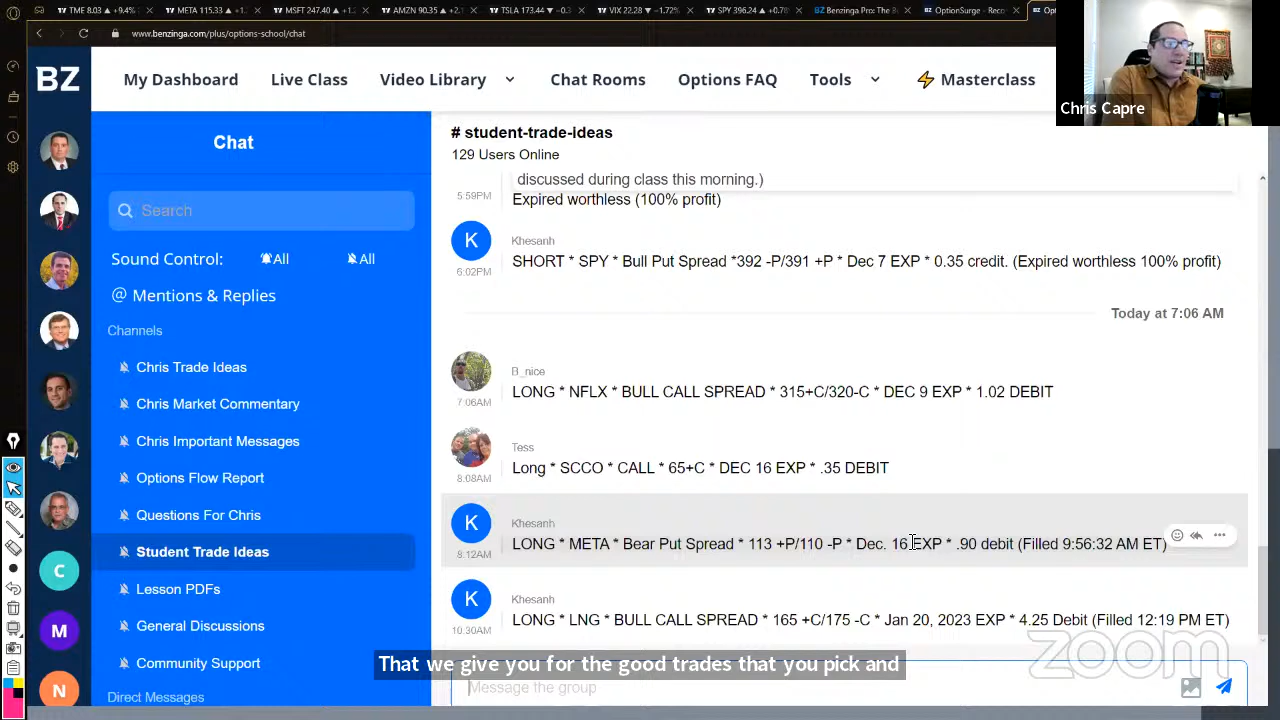 TME 8.03 ▲ +9.4%
META 115.33 ▲ +1.
MSFT 247.40 ▲ +1.2
AMZN 90.35 ▲ +2.1
TSLA 173.44 ▼ −0.3
VIX 22.28 ▼ −1.72%
SPY 396.24 ▲ +0.7
Benzinga Pro: The B
OptionSurge - Reco
www.benzinga.com/plus/options-school/chat
BZ
My Dashboard
Live Class
Video Library
Chat Rooms
Options FAQ
Tools
Masterclass
Chris Capre
Chat
Search
Sound Control:
All
All
@ Mentions & Replies
Channels
Chris Trade Ideas
Chris Market Commentary
Chris Important Messages
Options Flow Report
Questions For Chris
Student Trade Ideas
Lesson PDFs
General Discussions
Community Support
Direct Messages
C
M
N
# student-trade-ideas
129 Users Online
discussed during class this morning.)
5:59PM
Expired worthless (100% profit)
K
Khesanh
SHORT * SPY * Bull Put Spread *392 -P/391 +P * Dec 7 EXP * 0.35 credit. (Expired worthless 100% profit)
6:02PM
Today at 7:06 AM
B_nice
LONG * NFLX * BULL CALL SPREAD * 315+C/320-C * DEC 9 EXP * 1.02 DEBIT
7:06AM
Tess
Long * SCCO * CALL * 65+C * DEC 16 EXP * .35 DEBIT
8:08AM
K
Khesanh
LONG * META * Bear Put Spread * 113 +P/110 -P * Dec. 16 EXP * .90 debit (Filled 9:56:32 AM ET)
8:12AM
K
Khesanh
LONG * LNG * BULL CALL SPREAD * 165 +C/175 -C * Jan 20, 2023 EXP * 4.25 Debit (Filled 12:19 PM ET)
10:30AM
zoom
That we give you for the good trades that you pick and
Message the group